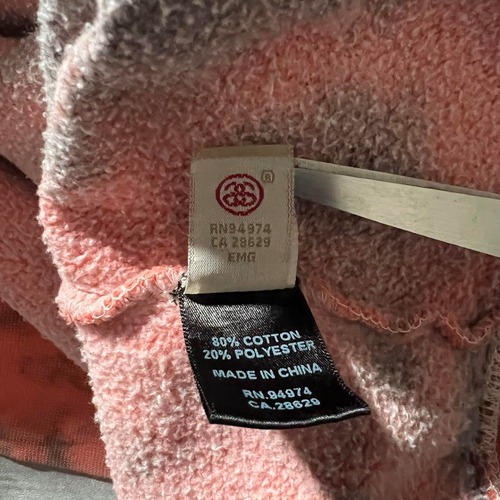 ®
RN94974
CA 28629
EMG
80% COTTON
20% POLYESTER
MADE IN CHINA
RN.94974
CA.28629